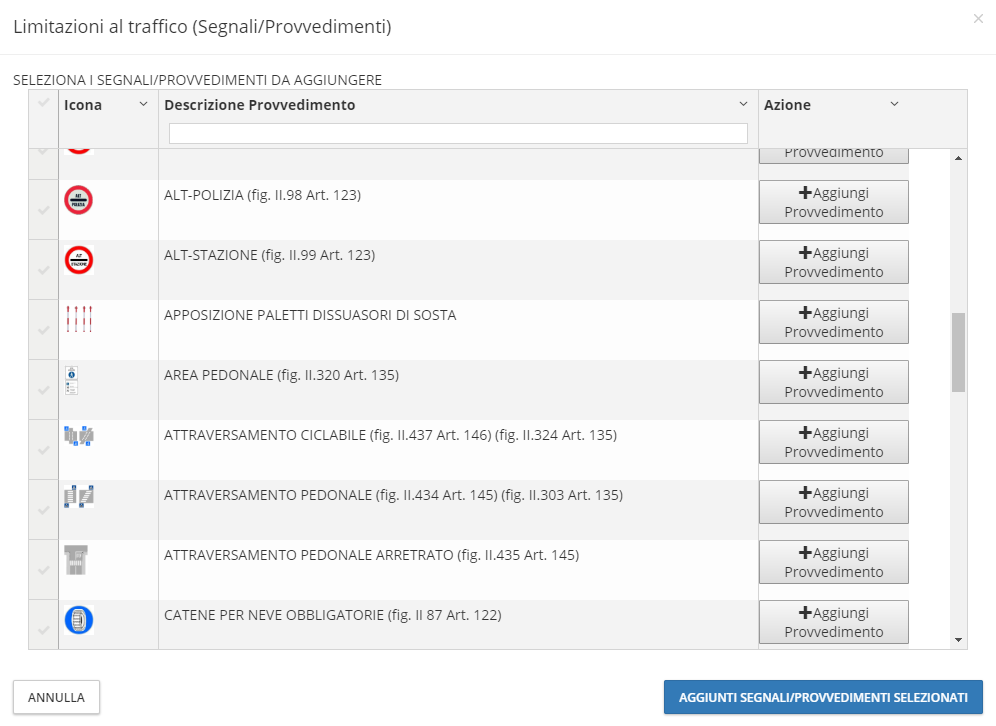 Limitazioni al traffico (Segnali/Provvedimenti)
SELEZIONA I SEGNALI/PROVVEDIMENTI DA AGGIUNGERE
Icona
Descrizione Provvedimento
Azione
Provvedimento
ALT-POLIZIA (fig. II.98 Art. 123)
Aggiungi
Provvedimento
ALT-STAZIONE (fig. II.99 Art. 123)
Aggiungi
Provvedimento
APPOSIZIONE PALETTI DISSUASORI DI SOSTA
Aggiungi
Provvedimento
AREA PEDONALE (fig. II.320 Art. 135)
Aggiungi
Provvedimento
ATTRAVERSAMENTO CICLABILE (fig. II.437 Art. 146) (fig. II.324 Art. 135)
Aggiungi
Provvedimento
ATTRAVERSAMENTO PEDONALE (fig. II.434 Art. 145) (fig. II.303 Art. 135)
Aggiungi
Provvedimento
ATTRAVERSAMENTO PEDONALE ARRETRATO (fig. II.435 Art. 145)
Aggiungi
Provvedimento
CATENE PER NEVE OBBLIGATORIE (fig. II 87 Art. 122)
Aggiungi
Provvedimento
ANNULLA
AGGIUNTI SEGNALI/PROVVEDIMENTI SELEZIONATI